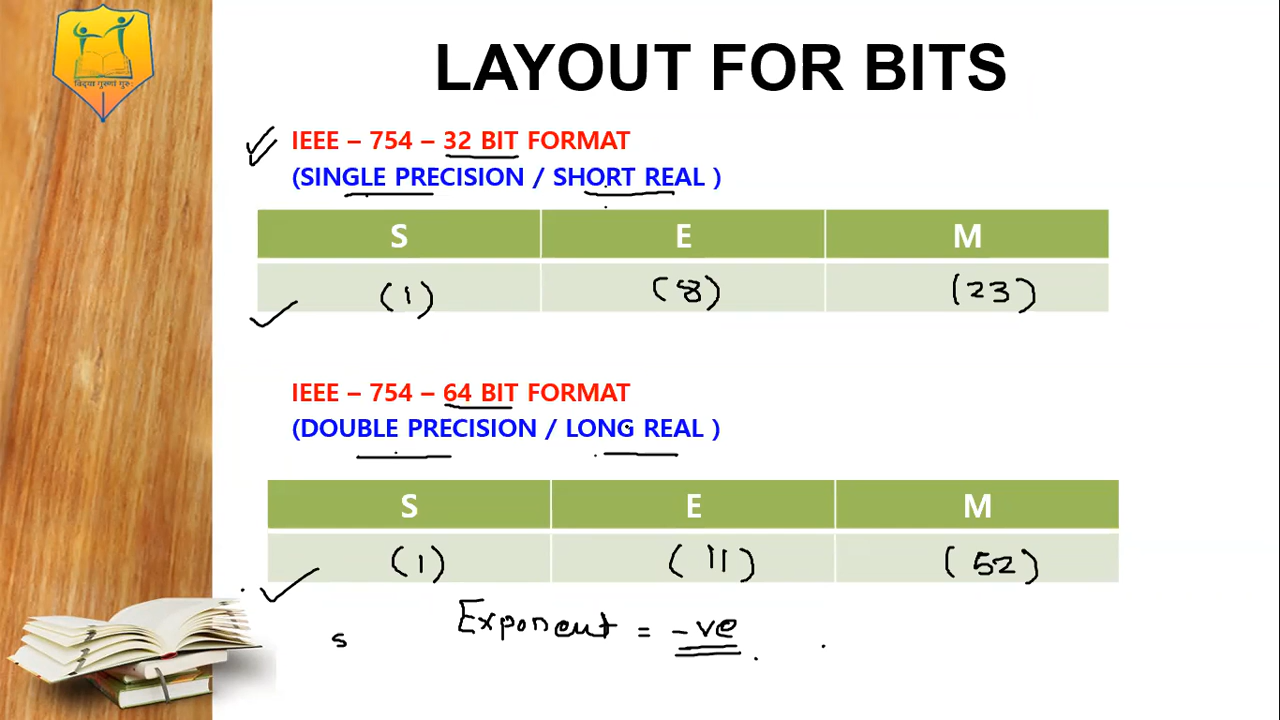 विद्या गुरुणां गुरुः
LAYOUT FOR BITS
IEEE – 754 – 32 BIT FORMAT
(SINGLE PRECISION / SHORT REAL )
S E M
(1) (8) (23)
IEEE – 754 – 64 BIT FORMAT
(DOUBLE PRECISION / LONG REAL )
S E M
(1) (11) (52)
Exponent = -ve
s